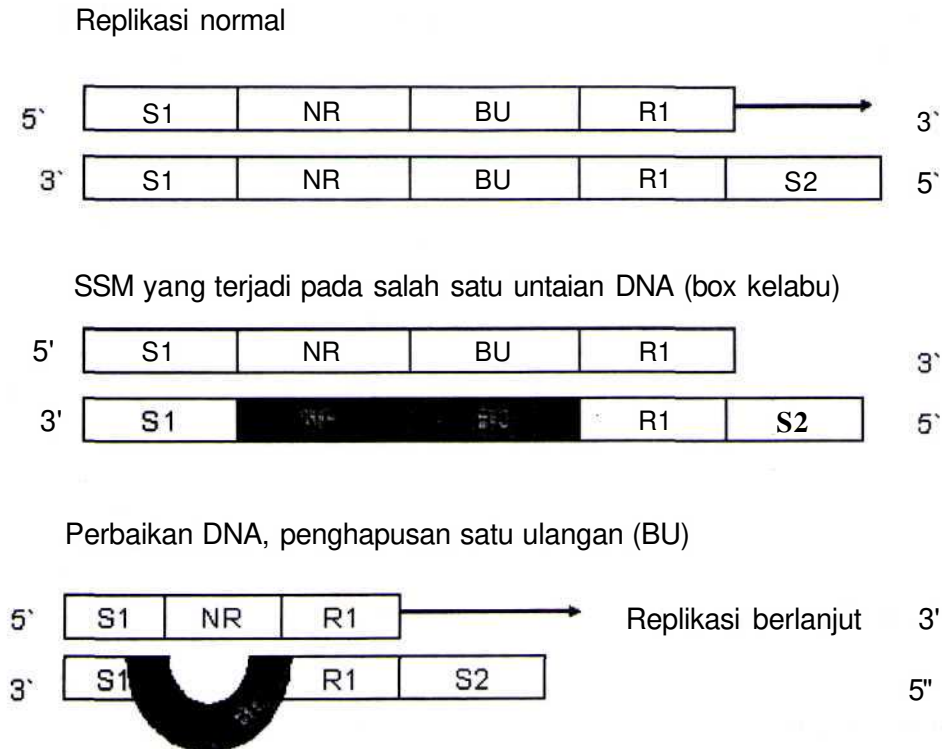 Replikasi normal
5` S1 NR BU R1 3`
3` S1 NR BU R1 S2 5`
SSM yang terjadi pada salah satu untaian DNA (box kelabu)
5' S1 NR BU R1 3`
3' S1 R1 S2 5`
Perbaikan DNA, penghapusan satu ulangan (BU)
5` S1 NR R1 Replikasi berlanjut 3'
3` S1 R1 S2 5"